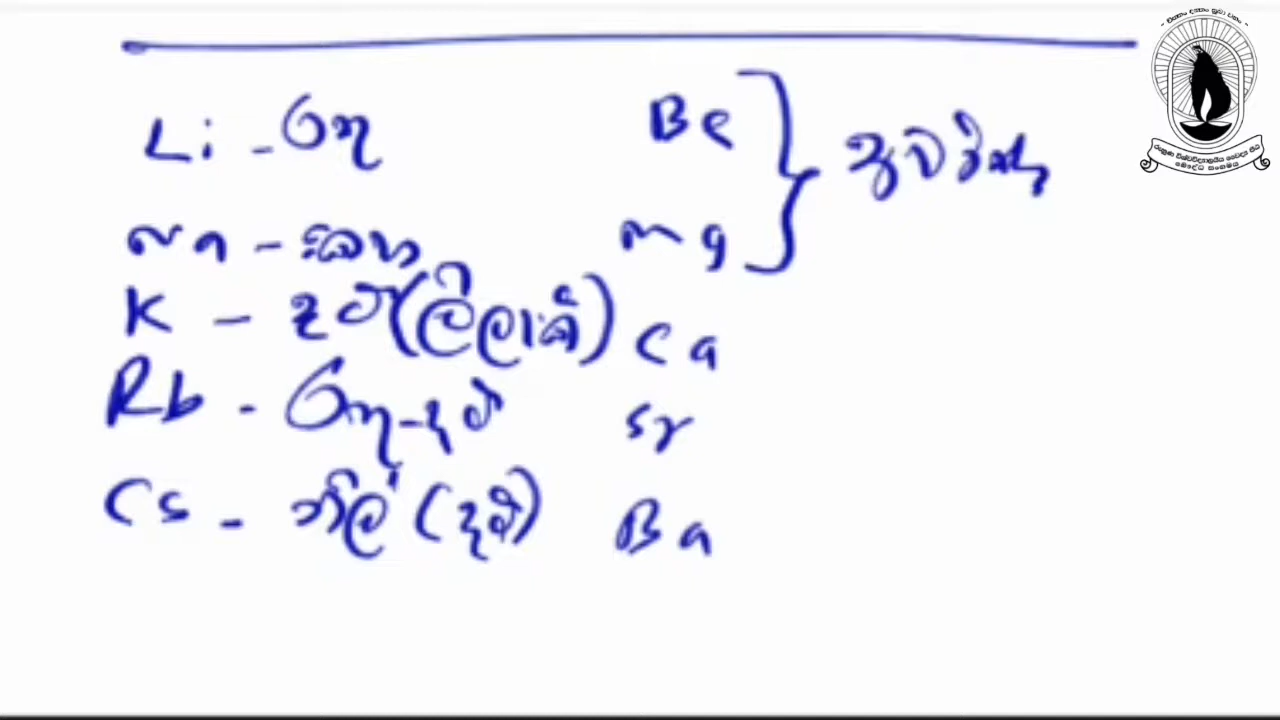 Li - රතු Be
Na - කහ Mg
K - දම් (ලිලාක්) Ca
Rb - රතු-දම් Sr
Cs - නිල් (දම්) Ba